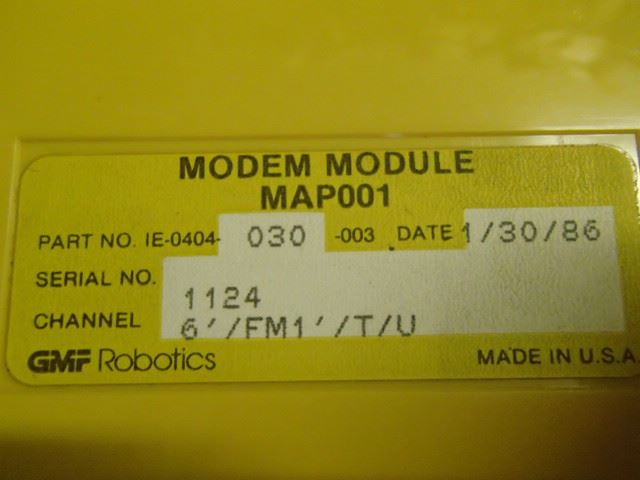 MODEM MODULE
MAP001
PART NO. IE-0404-030-003 DATE 1/30/86
SERIAL NO. 1124
CHANNEL 6'/FM1'/T/U
GMF Robotics MADE IN U.S.A